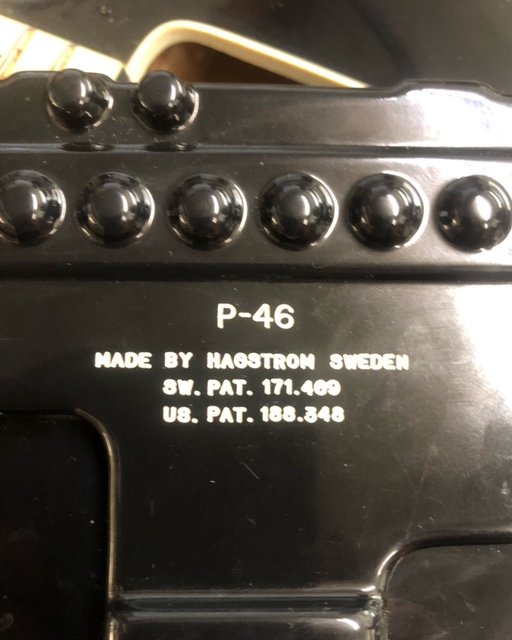 P-46
MADE BY HAGSTROM SWEDEN
SW. PAT. 171.409
US. PAT. 188.348